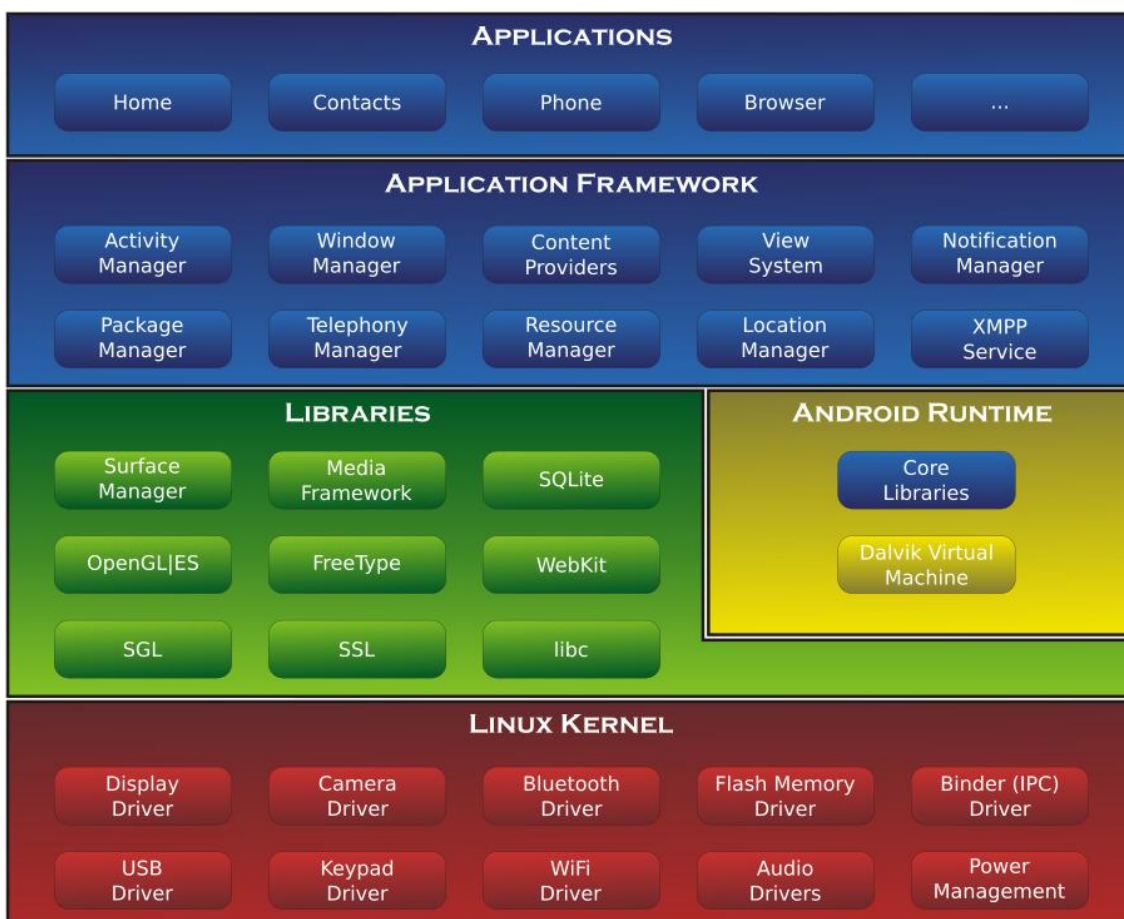 APPLICATIONS
Home
Contacts
Phone
Browser
...
APPLICATION FRAMEWORK
Activity
Manager
Window
Manager
Content
Providers
View
System
Notification
Manager
Package
Manager
Telephony
Manager
Resource
Manager
Location
Manager
XMPP
Service
LIBRARIES
Surface
Manager
Media
Framework
SQLite
OpenGL|ES
FreeType
WebKit
SGL
SSL
libc
ANDROID RUNTIME
Core
Libraries
Dalvik Virtual
Machine
LINUX KERNEL
Display
Driver
Camera
Driver
Bluetooth
Driver
Flash Memory
Driver
Binder (IPC)
Driver
USB
Driver
Keypad
Driver
WiFi
Driver
Audio
Drivers
Power
Management